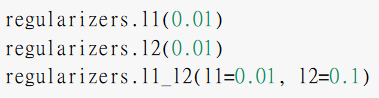 regularizers.l1(0.01)
regularizers.l2(0.01)
regularizers.l1_l2(l1=0.01, l2=0.1)